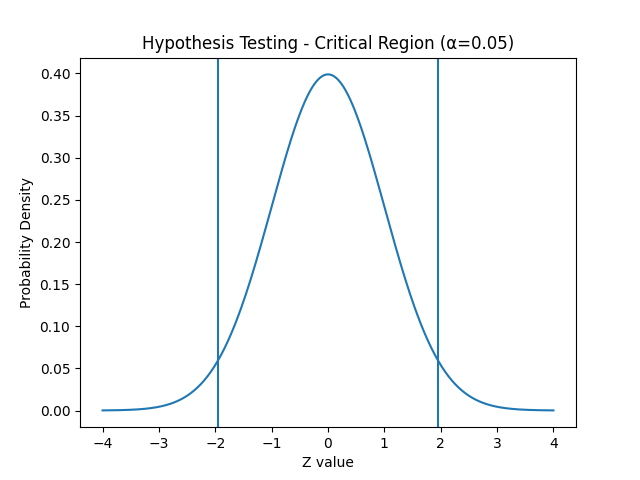 Hypothesis Testing - Critical Region (α=0.05)
Probability Density
0.40
0.35
0.30
0.25
0.20
0.15
0.10
0.05
0.00
−4 −3 −2 −1 0 1 2 3 4
Z value